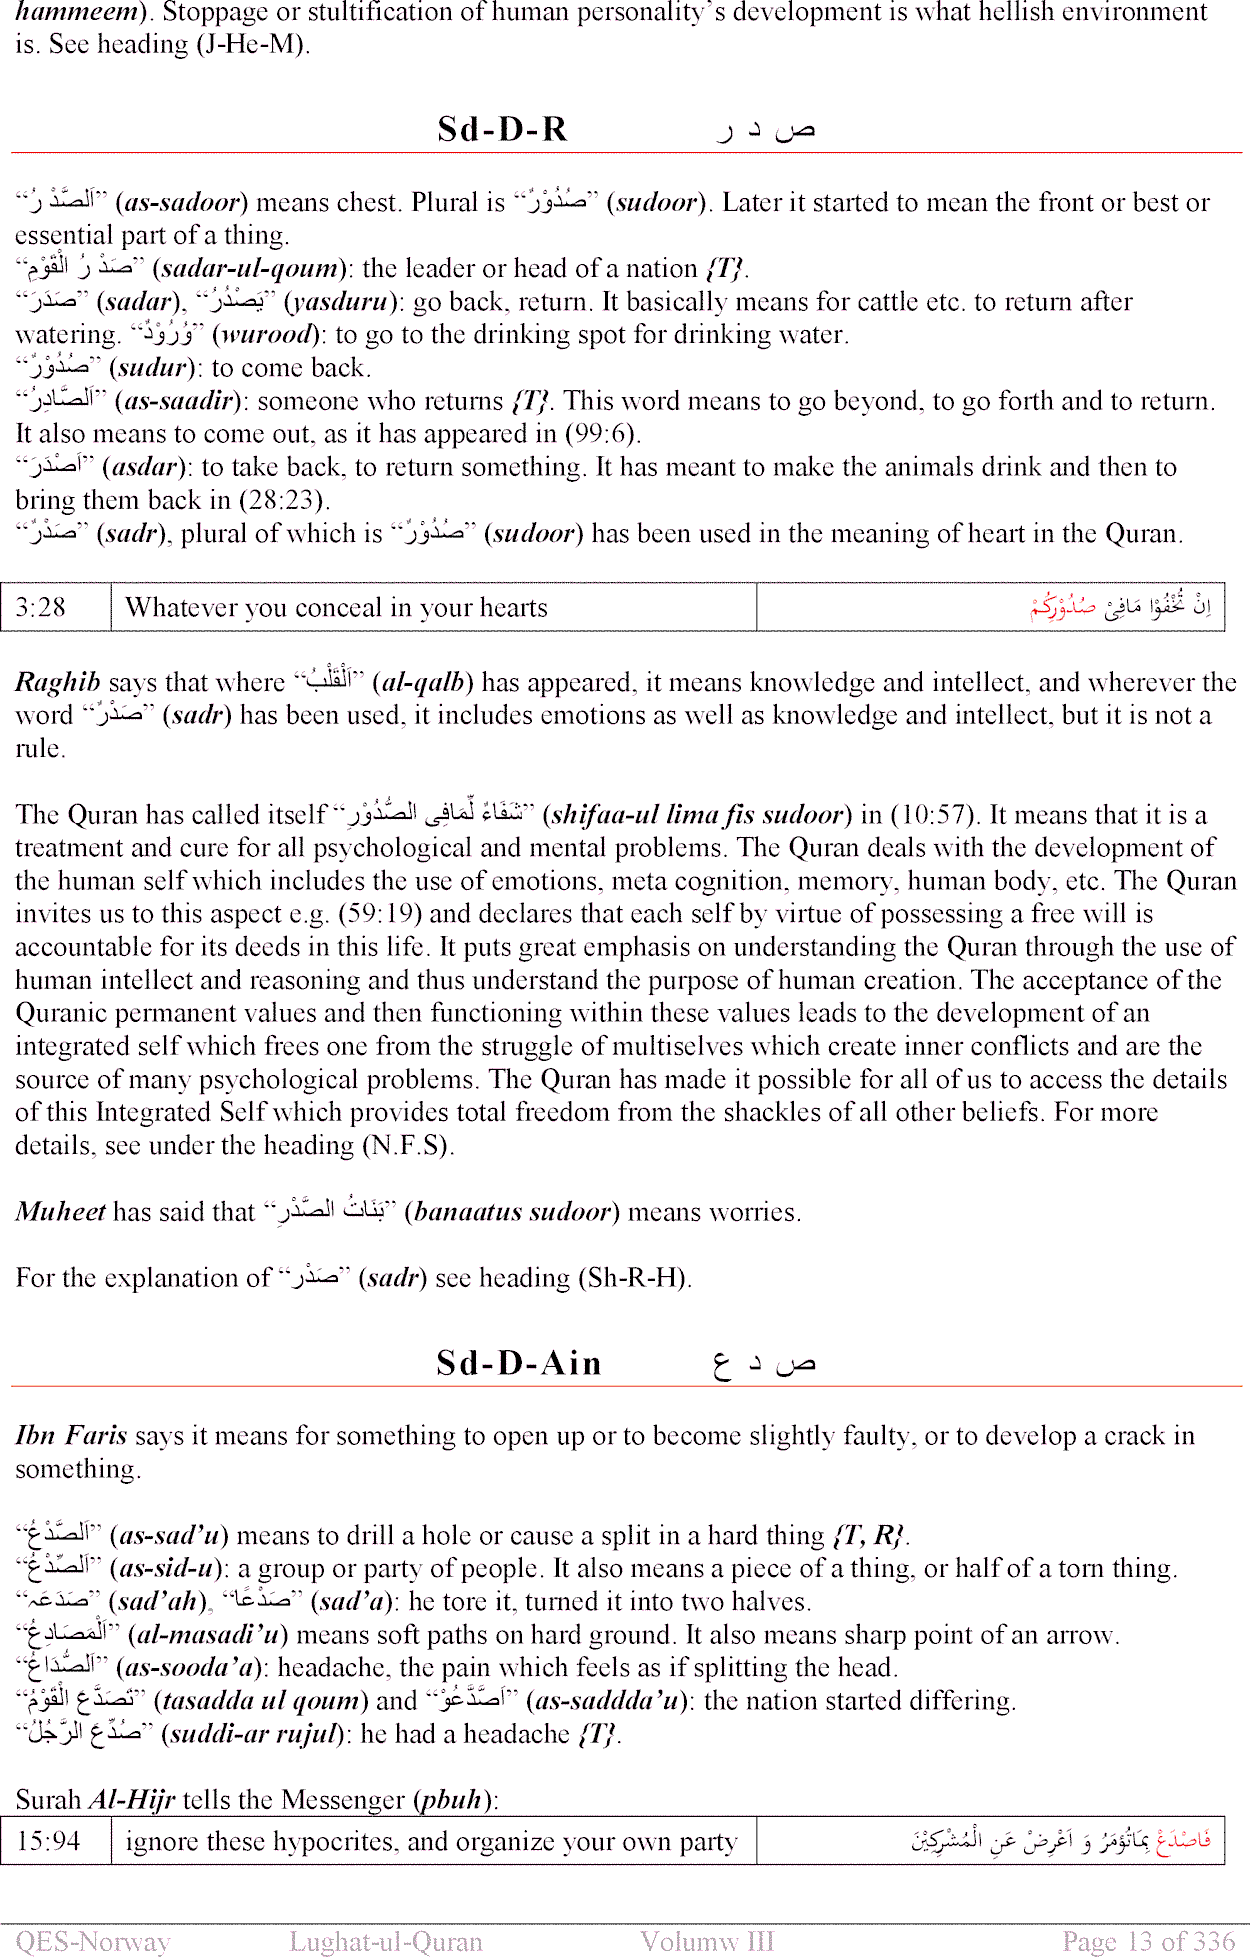 hammeem). Stoppage or stultification of human personality's development is what hellish environment
is. See heading (J-He-M).
Sd-D-R ص د ر
“اَلصَّدْ رُ” (as-sadoor) means chest. Plural is “صُدُوْرٌ” (sudoor). Later it started to mean the front or best or
essential part of a thing.
“صَدْ رُ الْقَوْمِ” (sadar-ul-qoum): the leader or head of a nation {T}.
“صَدَرَ” (sadar), “يَصْدُرُ” (yasduru): go back, return. It basically means for cattle etc. to return after
watering. “وُرُوْدٌ” (wurood): to go to the drinking spot for drinking water.
“صُدُوْرٌ” (sudur): to come back.
“اَلصَّادِرُ” (as-saadir): someone who returns {T}. This word means to go beyond, to go forth and to return.
It also means to come out, as it has appeared in (99:6).
“اَصْدَرَ” (asdar): to take back, to return something. It has meant to make the animals drink and then to
bring them back in (28:23).
“صَدْرٌ” (sadr), plural of which is “صُدُوْرٌ” (sudoor) has been used in the meaning of heart in the Quran.
3:28 Whatever you conceal in your hearts اِنْ تُخْفُوْا مَافِىْ صُدُوْرِكُمْ
Raghib says that where “اَلْقَلْبُ” (al-qalb) has appeared, it means knowledge and intellect, and wherever the
word “صَدْرٌ” (sadr) has been used, it includes emotions as well as knowledge and intellect, but it is not a
rule.
The Quran has called itself “شَفَاءٌ لِّمَافِى الصُّدُوْرِ” (shifaa-ul lima fis sudoor) in (10:57). It means that it is a
treatment and cure for all psychological and mental problems. The Quran deals with the development of
the human self which includes the use of emotions, meta cognition, memory, human body, etc. The Quran
invites us to this aspect e.g. (59:19) and declares that each self by virtue of possessing a free will is
accountable for its deeds in this life. It puts great emphasis on understanding the Quran through the use of
human intellect and reasoning and thus understand the purpose of human creation. The acceptance of the
Quranic permanent values and then functioning within these values leads to the development of an
integrated self which frees one from the struggle of multiselves which create inner conflicts and are the
source of many psychological problems. The Quran has made it possible for all of us to access the details
of this Integrated Self which provides total freedom from the shackles of all other beliefs. For more
details, see under the heading (N.F.S).
Muheet has said that “بَنَاتُ الصَّدْرِ” (banaatus sudoor) means worries.
For the explanation of “صَدْر” (sadr) see heading (Sh-R-H).
Sd-D-Ain ص د ع
Ibn Faris says it means for something to open up or to become slightly faulty, or to develop a crack in
something.
“اَلصَّدْعُ” (as-sad'u) means to drill a hole or cause a split in a hard thing {T, R}.
“اَلصِّدْعُ” (as-sid-u): a group or party of people. It also means a piece of a thing, or half of a torn thing.
“صَدَعَہ” (sad'ah), “صَدْعًا” (sad'a): he tore it, turned it into two halves.
“اَلْمَصَادِعُ” (al-masadi'u) means soft paths on hard ground. It also means sharp point of an arrow.
“اَلصُّدَاعُ” (as-sooda'a): headache, the pain which feels as if splitting the head.
“تَصَدَّعَ الْقَوْمُ” (tasadda ul qoum) and “اَصَّدَّعُوْ” (as-saddda'u): the nation started differing.
“صُدِّعَ الرَّجُلُ” (suddi-ar rujul): he had a headache {T}.
Surah Al-Hijr tells the Messenger (pbuh):
15:94 ignore these hypocrites, and organize your own party فَاصْدَعْ بِمَاتُؤمَرُ وَ اَعْرِضْ عَنِ الْمُشْرِكِيْنَ
QES-Norway Lughat-ul-Quran Volumw III Page 13 of 336